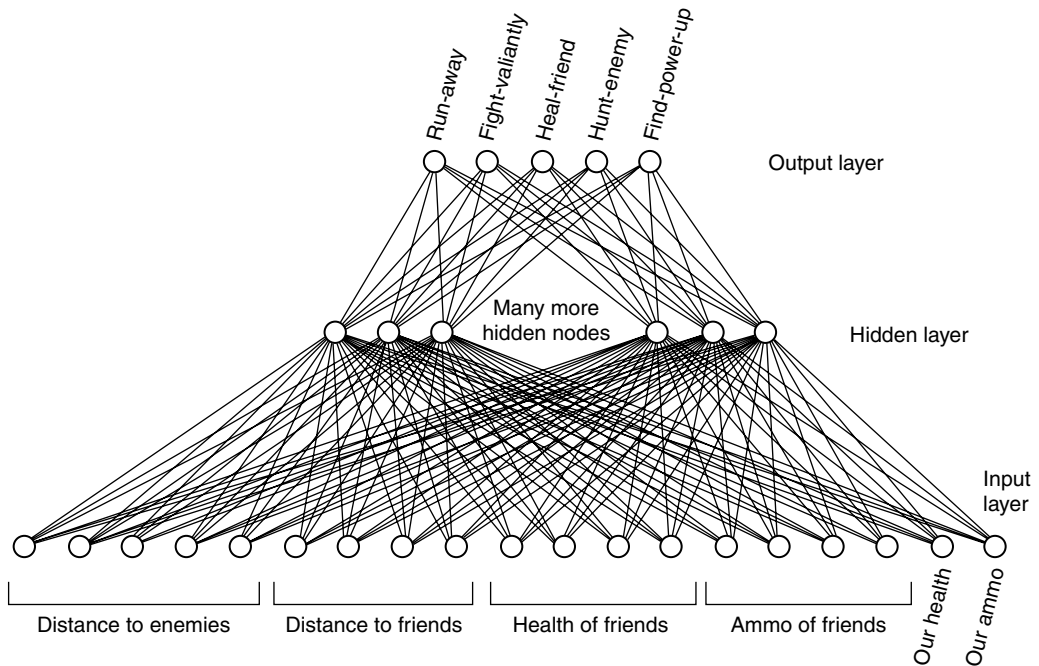 Run-away
Fight-valiantly
Heal-friend
Hunt-enemy
Find-power-up
Output layer
Many more
hidden nodes
Hidden layer
Input
layer
Distance to enemies
Distance to friends
Health of friends
Ammo of friends
Our health
Our ammo